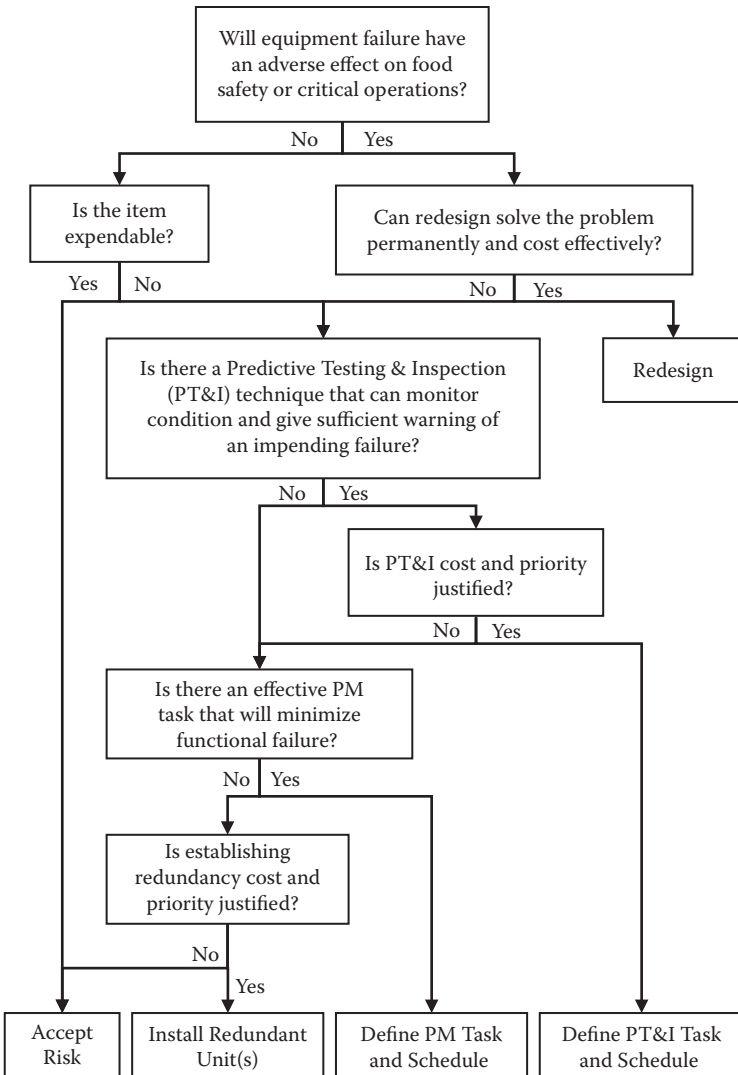 Will equipment failure have
an adverse effect on food
safety or critical operations?
No Yes
Is the item
expendable?
Can redesign solve the problem
permanently and cost effectively?
Yes No
No Yes
Is there a Predictive Testing & Inspection
(PT&I) technique that can monitor
condition and give sufficient warning of
an impending failure?
Redesign
No Yes
Is PT&I cost and priority
justified?
No Yes
Is there an effective PM
task that will minimize
functional failure?
No Yes
Is establishing
redundancy cost and
priority justified?
No
Yes
Accept
Risk
Install Redundant
Unit(s)
Define PM Task
and Schedule
Define PT&I Task
and Schedule